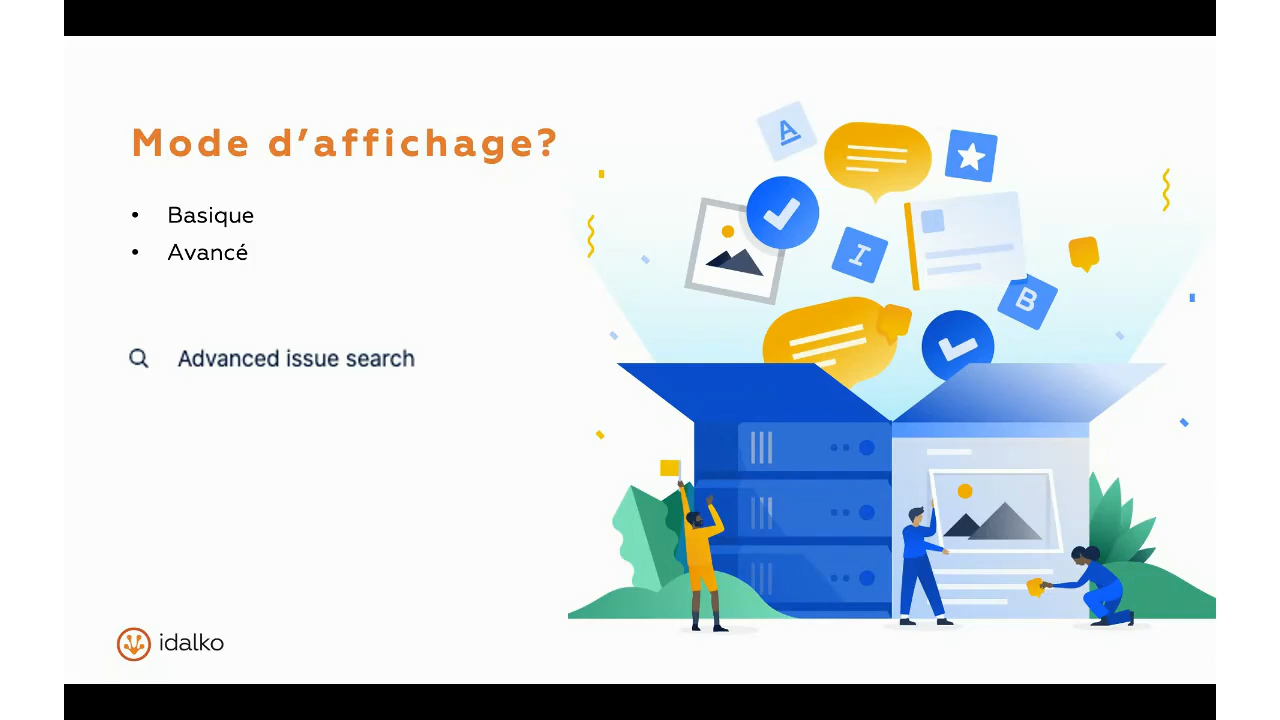 Mode d’affichage?
• Basique
• Avancé
Advanced issue search
A
I
B
idalko